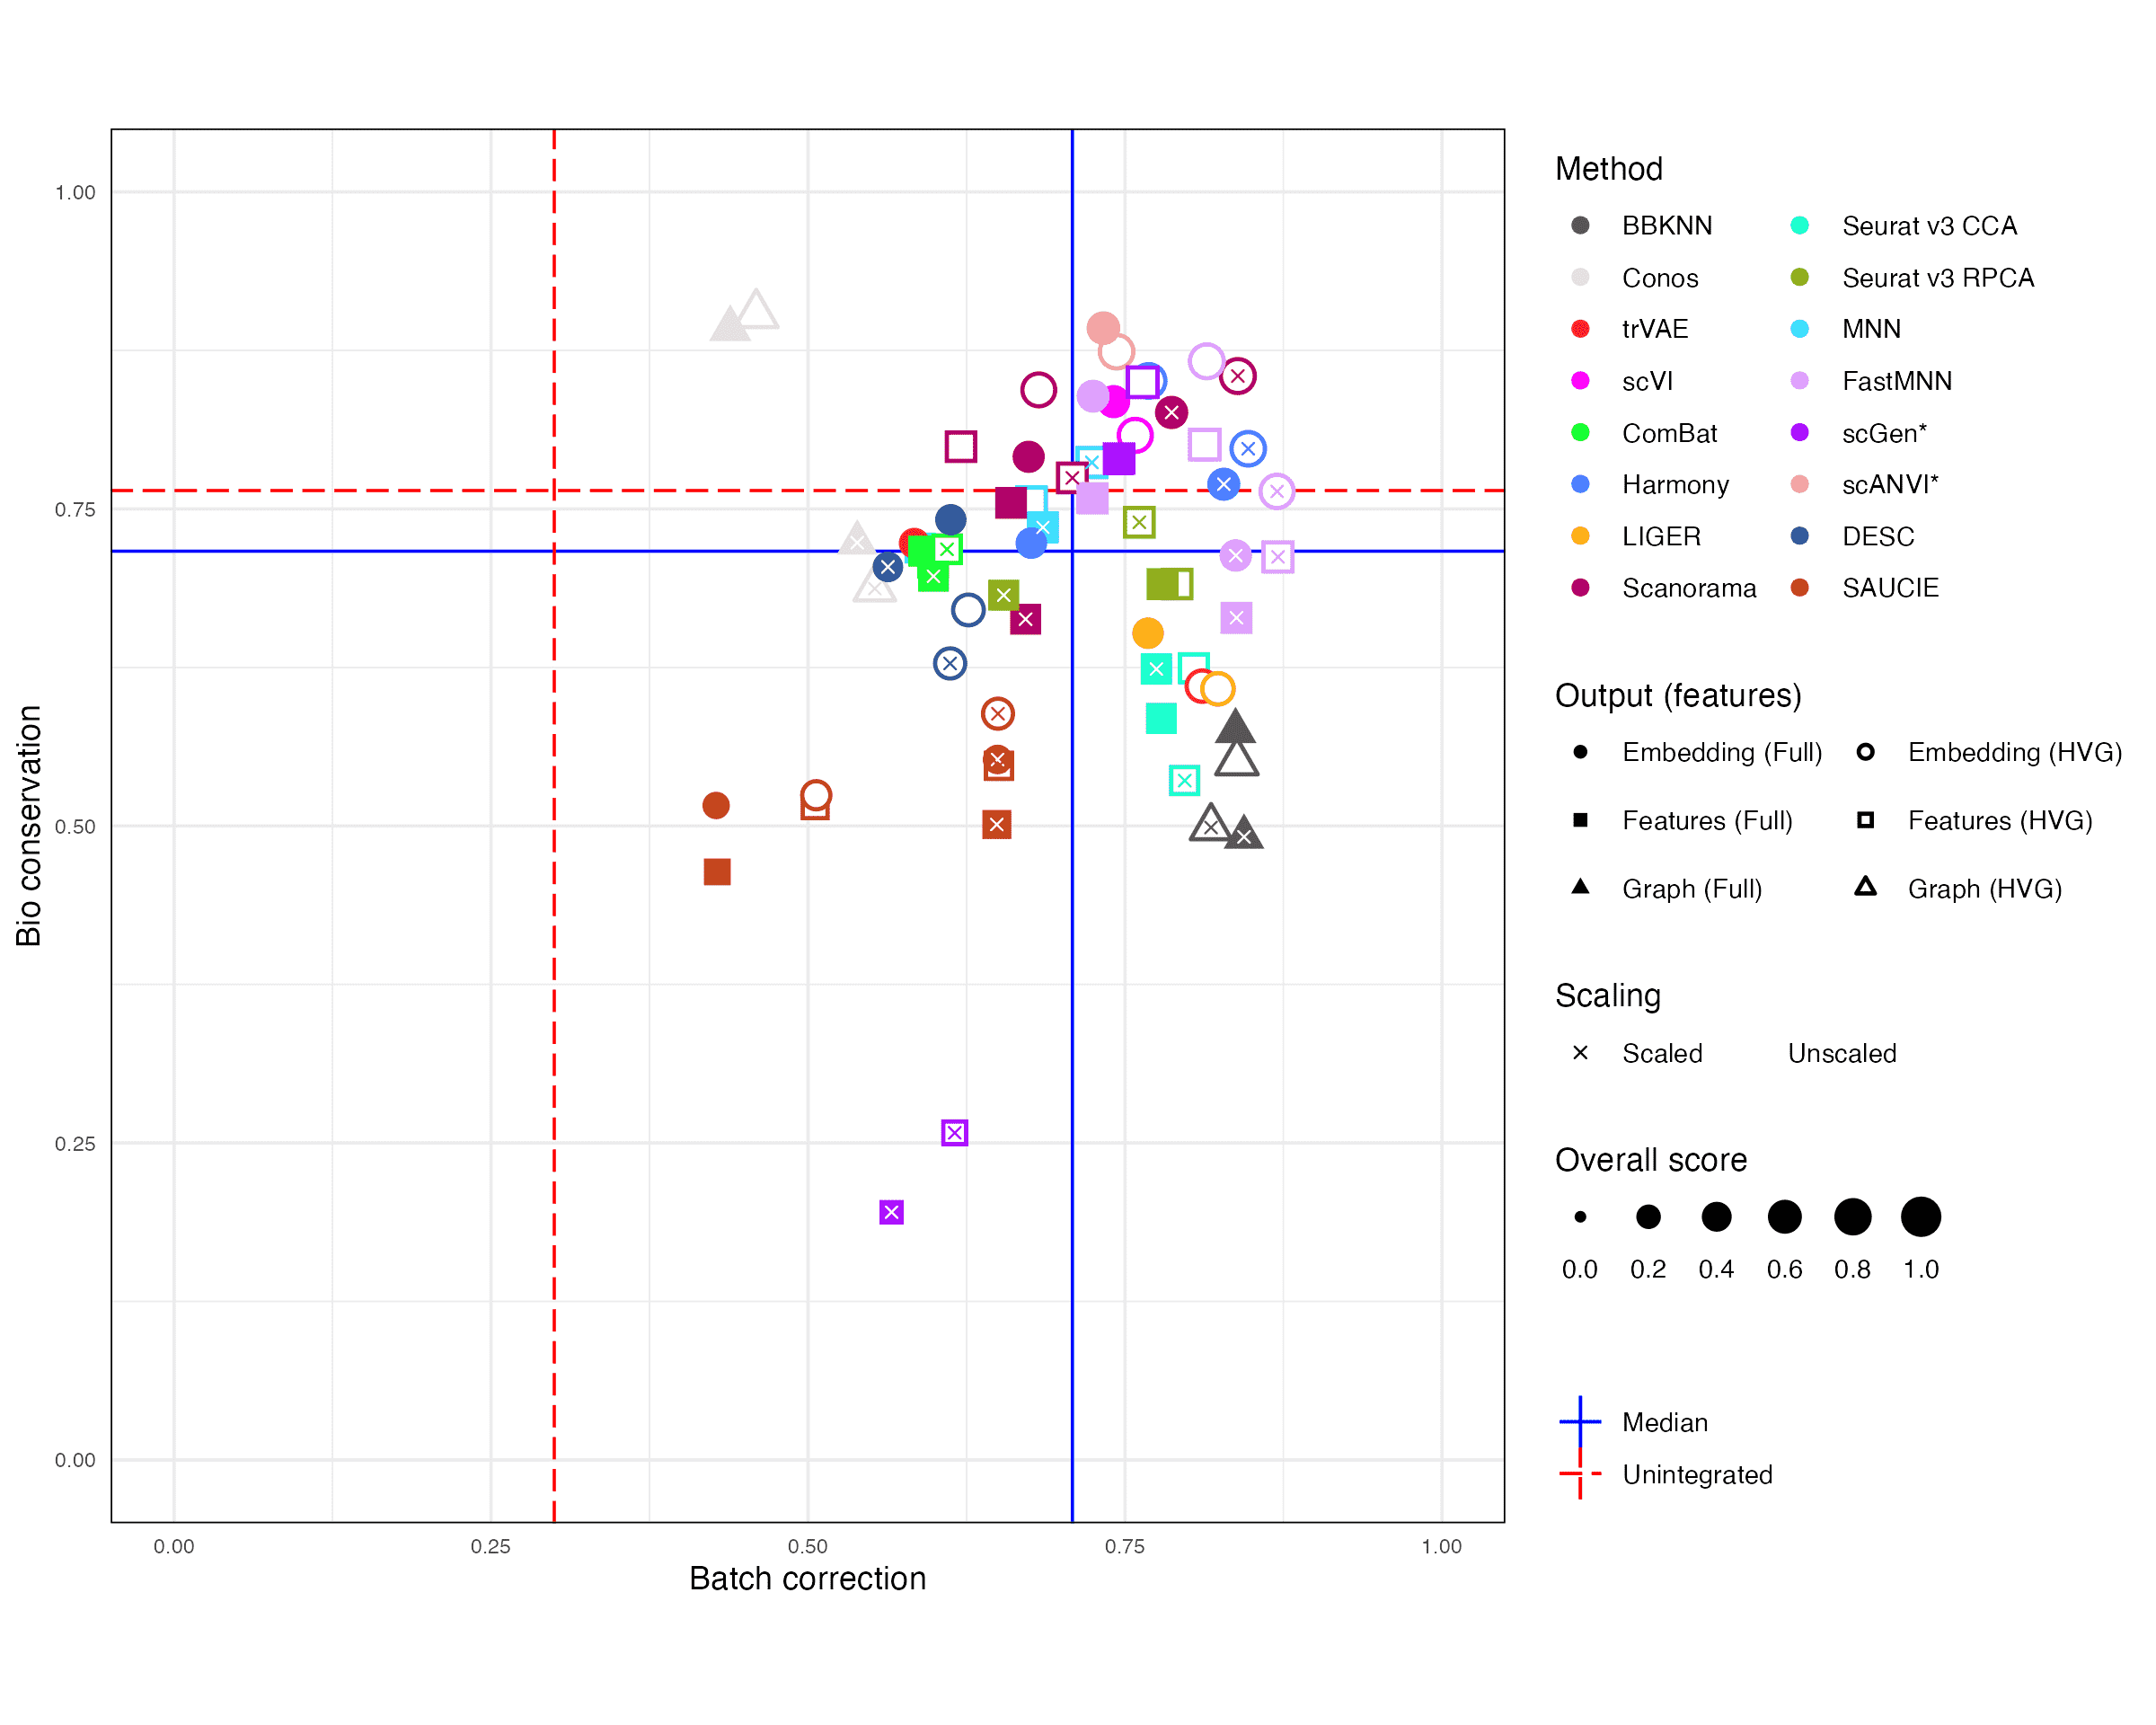 Bio conservation
1.00
0.75
0.50
0.25
0.00
0.00 0.25 0.50 0.75 1.00
Batch correction
Method
BBKNN Seurat v3 CCA
Conos Seurat v3 RPCA
trVAE MNN
scVI FastMNN
ComBat scGen*
Harmony scANVI*
LIGER DESC
Scanorama SAUCIE
Output (features)
Embedding (Full) Embedding (HVG)
Features (Full) Features (HVG)
Graph (Full) Graph (HVG)
Scaling
Scaled Unscaled
Overall score
0.0 0.2 0.4 0.6 0.8 1.0
Median
Unintegrated